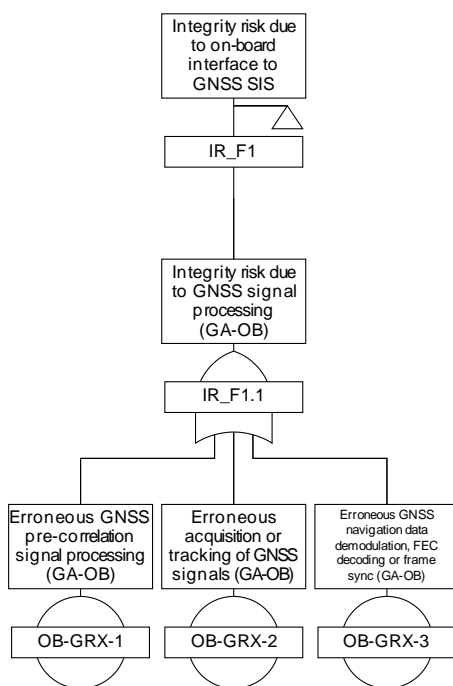 Integrity risk due
to on-board
interface to
GNSS SIS
IR_F1
Integrity risk due
to GNSS signal
processing
(GA-OB)
IR_F1.1
Erroneous GNSS
pre-correlation
signal processing
(GA-OB)
OB-GRX-1
Erroneous
acquisition or
tracking of GNSS
signals (GA-OB)
OB-GRX-2
Erroneous GNSS
navigation data
demodulation, FEC
decoding or frame
sync (GA-OB)
OB-GRX-3